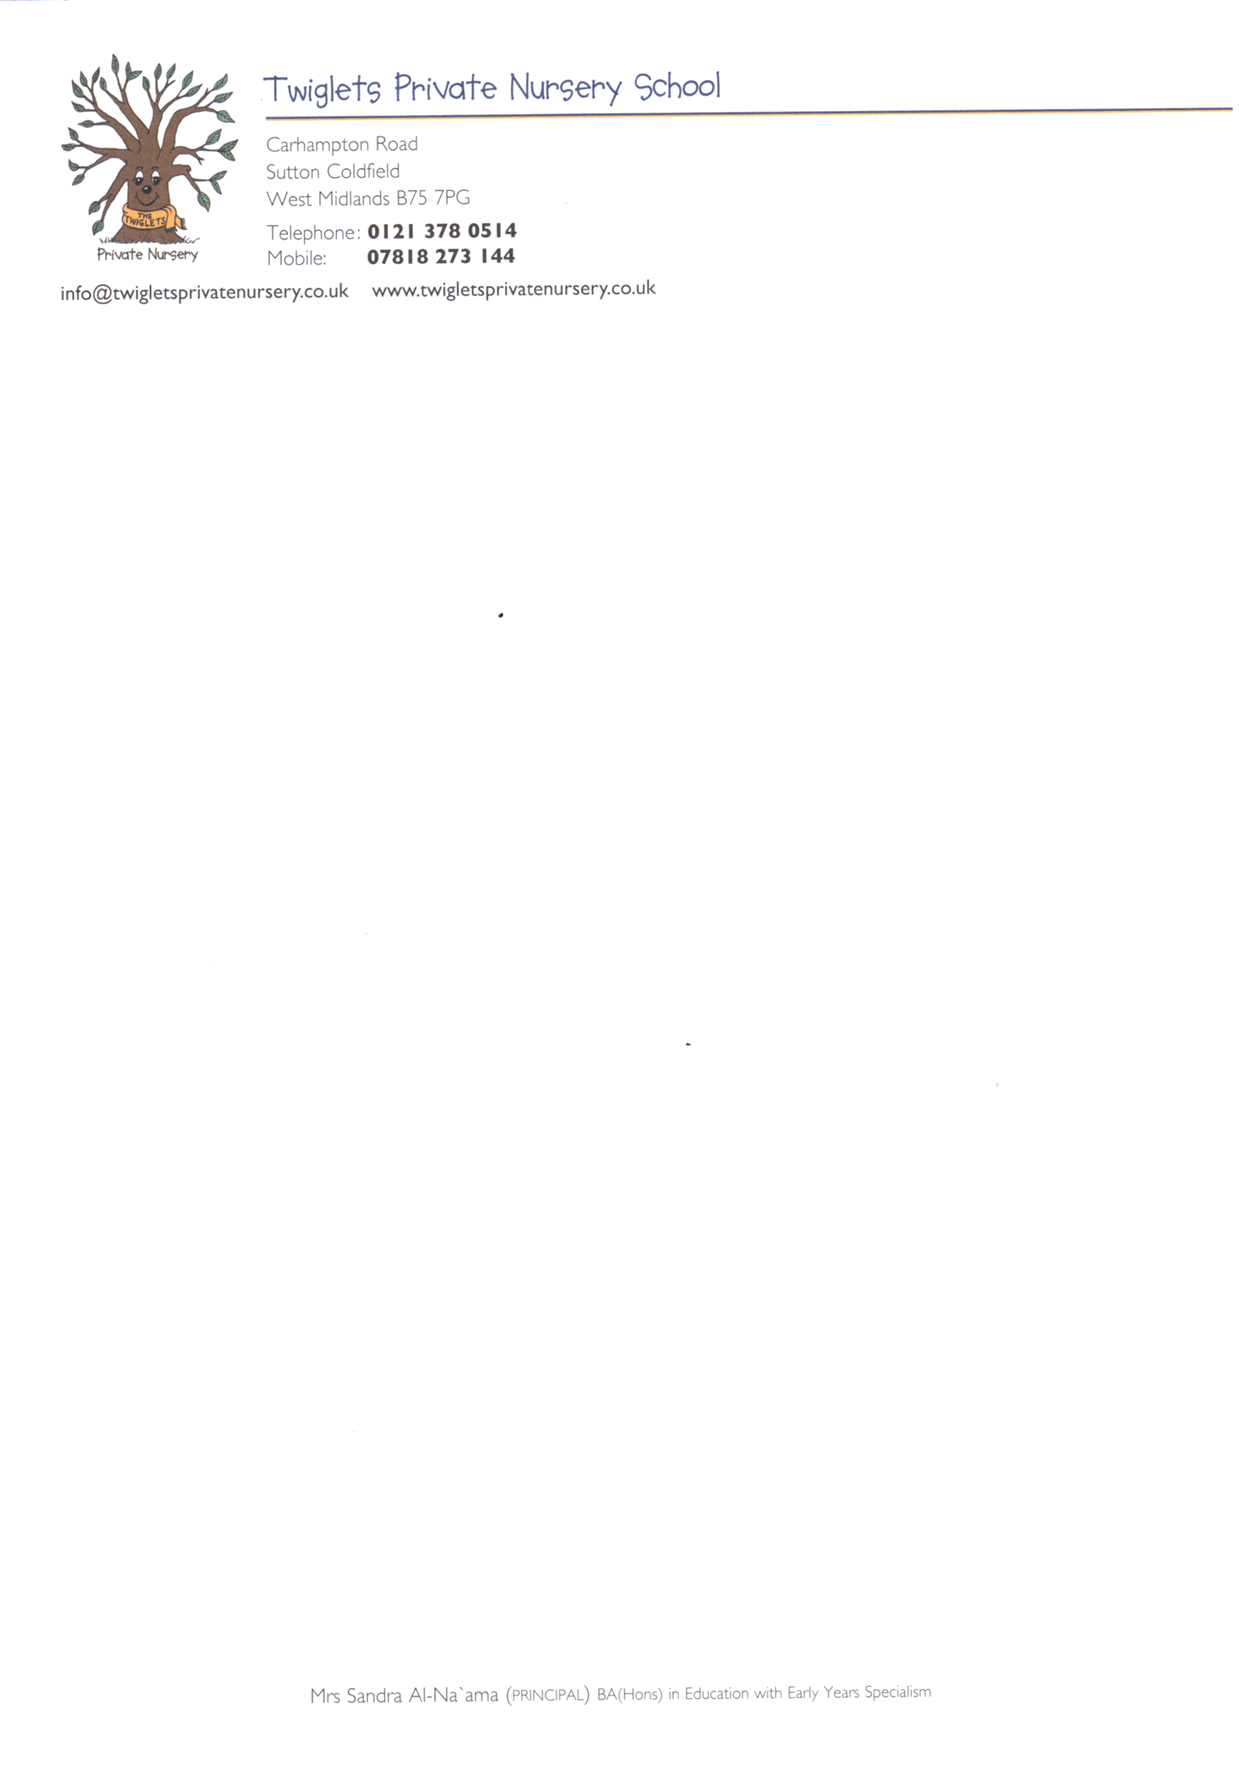 Twiglets Private Nursery School
Carhampton Road
Sutton Coldfield
West Midlands B75 7PG
Telephone: 0121 378 0514
Mobile: 07818 273 144
THE
TWIGLETS
Private Nursery
info@twigletsprivatenursery.co.uk www.twigletsprivatenursery.co.uk
Mrs Sandra Al-Na`ama (PRINCIPAL) BA(Hons) in Education with Early Years Specialism